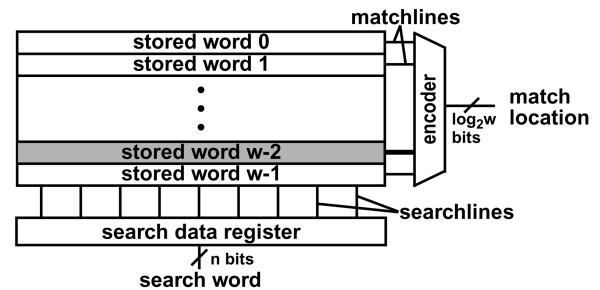 matchlines
stored word 0
stored word 1
encoder
match
location
log₂w
bits
stored word w-2
stored word w-1
searchlines
search data register
n bits
search word